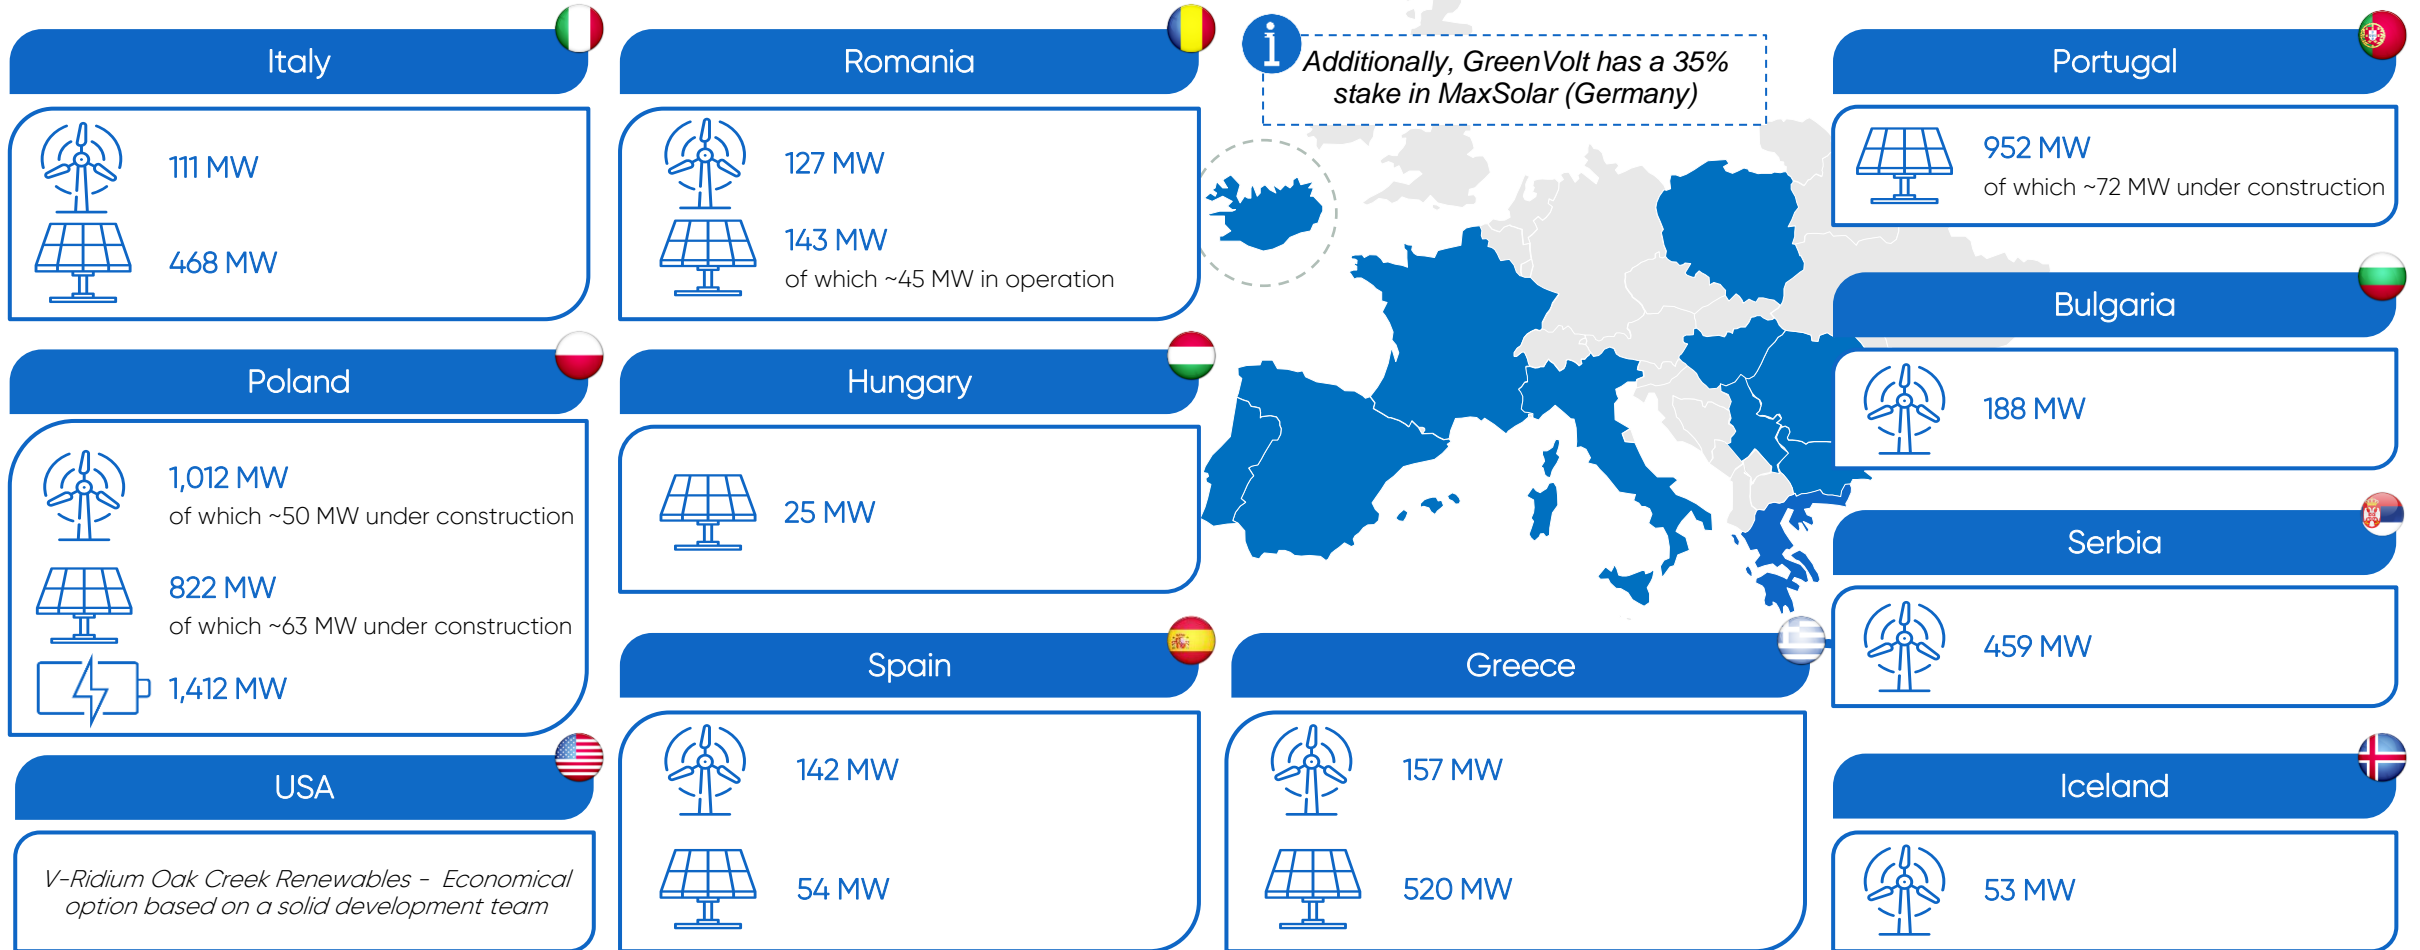 Italy
111 MW
468 MW
Romania
127 MW
143 MW
of which ~45 MW in operation
i
Additionally, GreenVolt has a 35%
stake in MaxSolar (Germany)
Portugal
952 MW
of which ~72 MW under construction
Poland
1,012 MW
of which ~50 MW under construction
822 MW
of which ~63 MW under construction
1,412 MW
Hungary
25 MW
Bulgaria
188 MW
Serbia
459 MW
USA
V-Ridium Oak Creek Renewables - Economical
option based on a solid development team
Spain
142 MW
54 MW
Greece
157 MW
520 MW
Iceland
53 MW